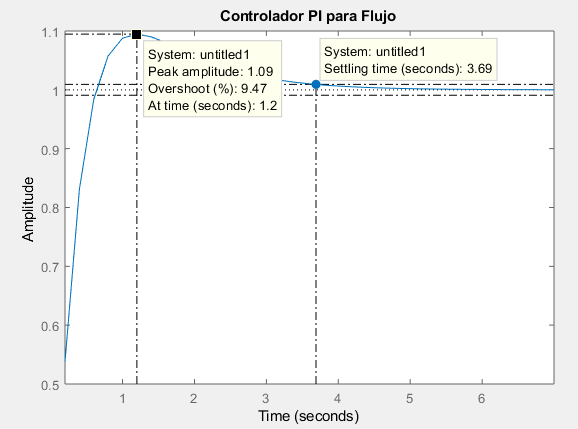 Controlador PI para Flujo
System: untitled1
Peak amplitude: 1.09
Overshoot (%): 9.47
At time (seconds): 1.2
System: untitled1
Settling time (seconds): 3.69
1.1
1
0.9
0.8
0.7
0.6
0.5
Amplitude
1 2 3 4 5 6
Time (seconds)